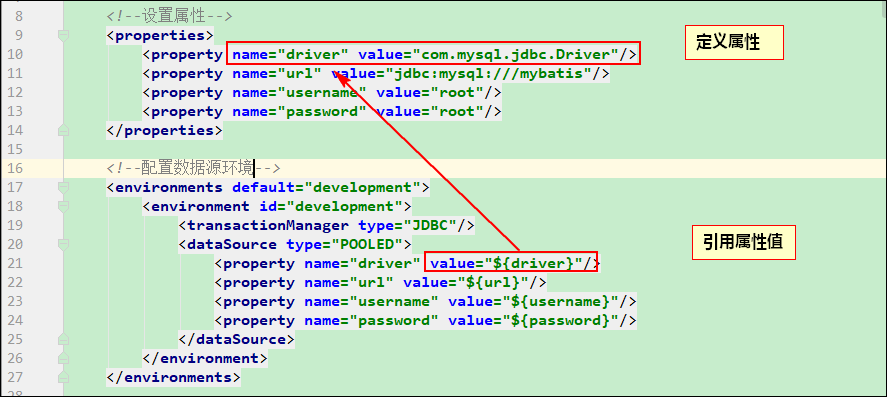 8 <!--设置属性-->
9 <properties>
10 <property name="driver" value="com.mysql.jdbc.Driver"/>
定义属性
11 <property name="url" value="jdbc:mysql:///mybatis"/>
12 <property name="username" value="root"/>
13 <property name="password" value="root"/>
14 </properties>
15
16 <!--配置数据源环境-->
17 <environments default="development">
18 <environment id="development">
19 <transactionManager type="JDBC"/>
20 <dataSource type="POOLED">
引用属性值
21 <property name="driver" value="${driver}"/>
22 <property name="url" value="${url}"/>
23 <property name="username" value="${username}"/>
24 <property name="password" value="${password}"/>
25 </dataSource>
26 </environment>
27 </environments>
28